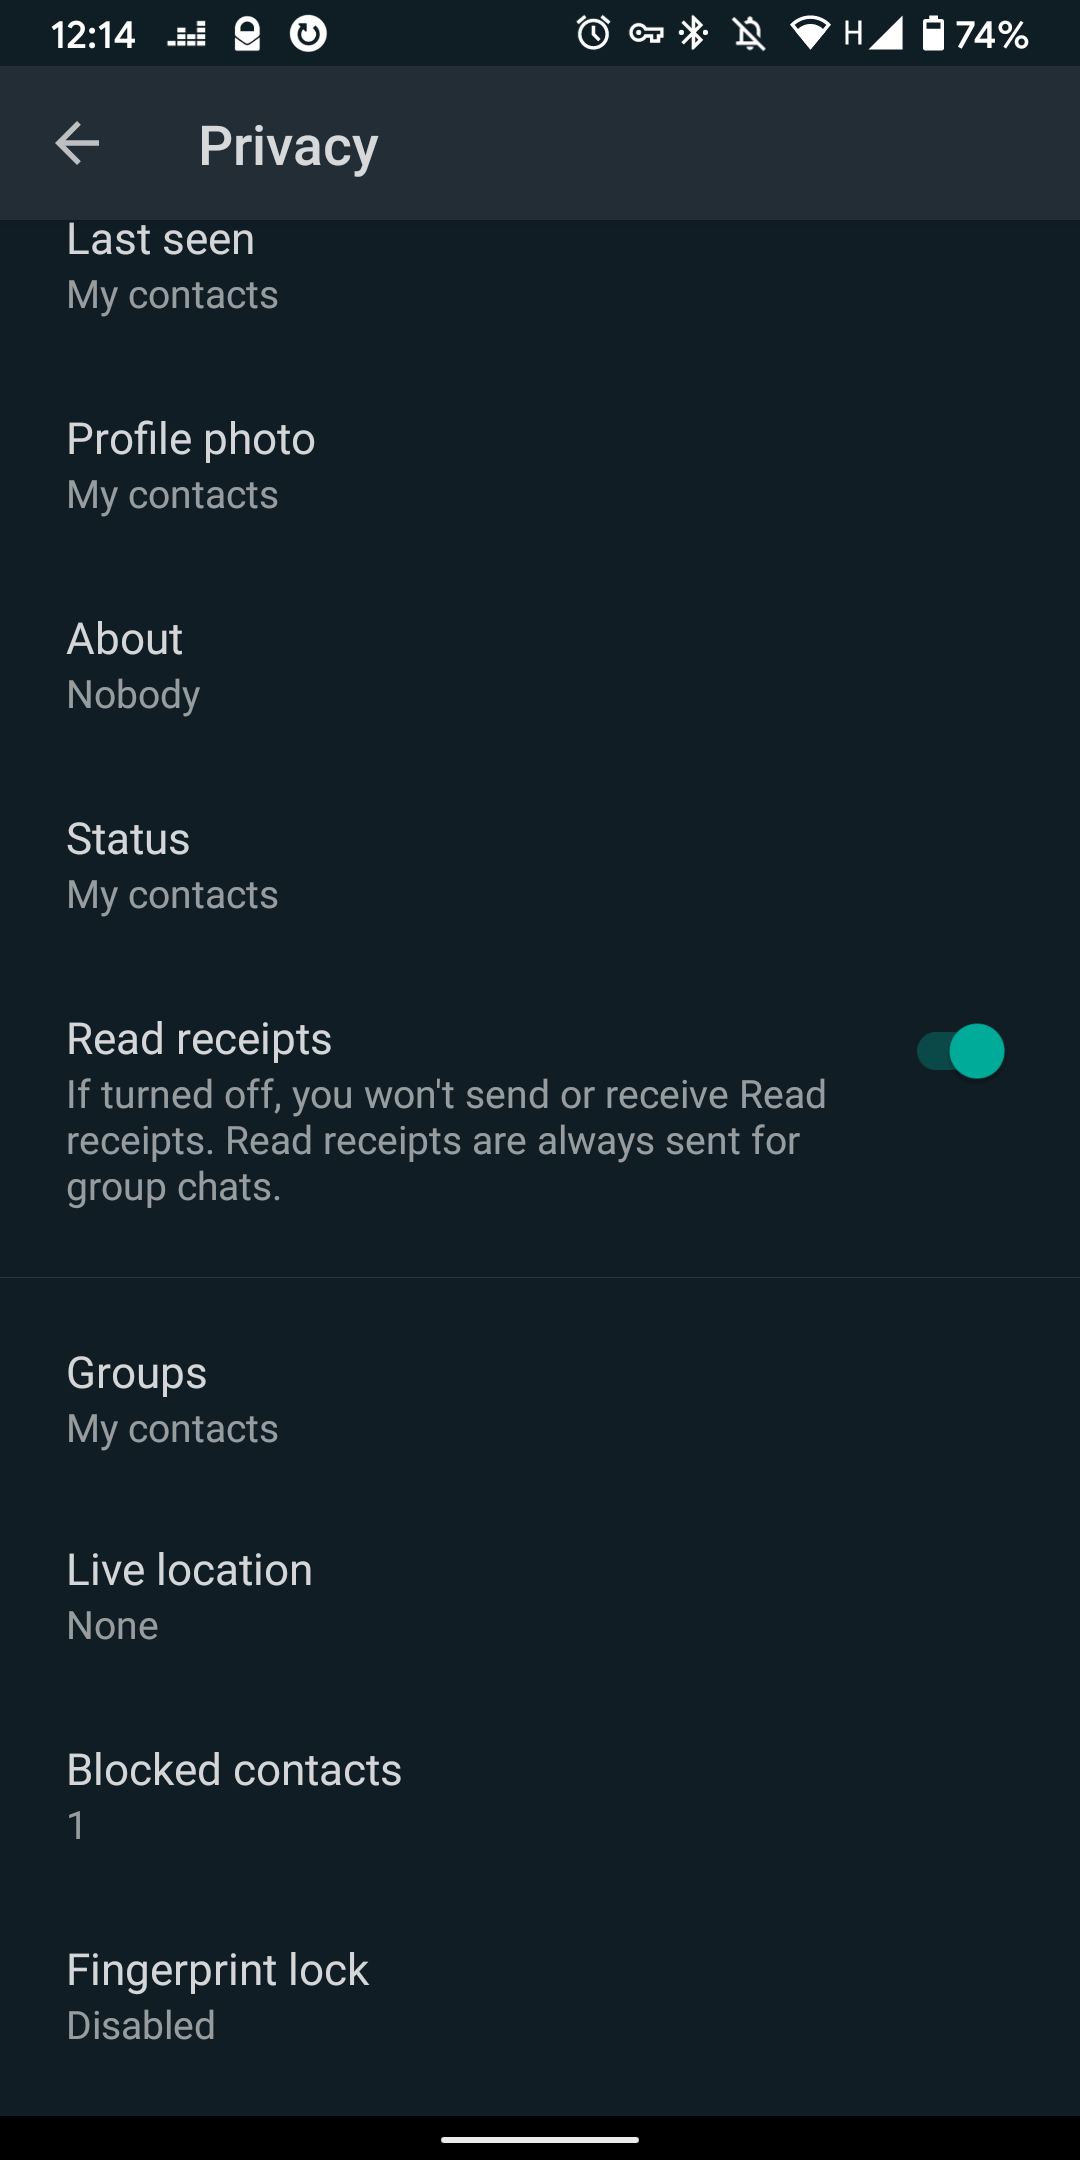 12:14 H 74%
Privacy
Last seen
My contacts
Profile photo
My contacts
About
Nobody
Status
My contacts
Read receipts
If turned off, you won't send or receive Read
receipts. Read receipts are always sent for
group chats.
Groups
My contacts
Live location
None
Blocked contacts
1
Fingerprint lock
Disabled